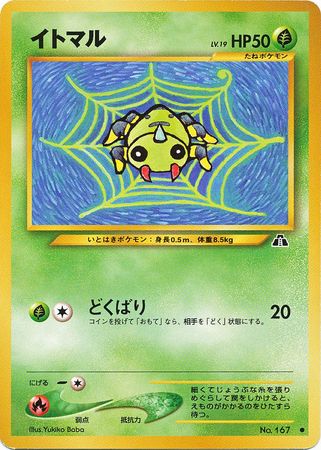 イトマル LV.19 HP50
たねポケモン
いとはきポケモン：身長0.5m、体重8.5kg
どくばり 20
コインを投げて「おもて」なら、相手を「どく」状態にする。
にげる
弱点 抵抗力
細くてじょうぶな糸を張り
めぐらして罠をしかけると、
えものがかかるのをひたすら
待つ。
Illus.Yukiko Baba No.167